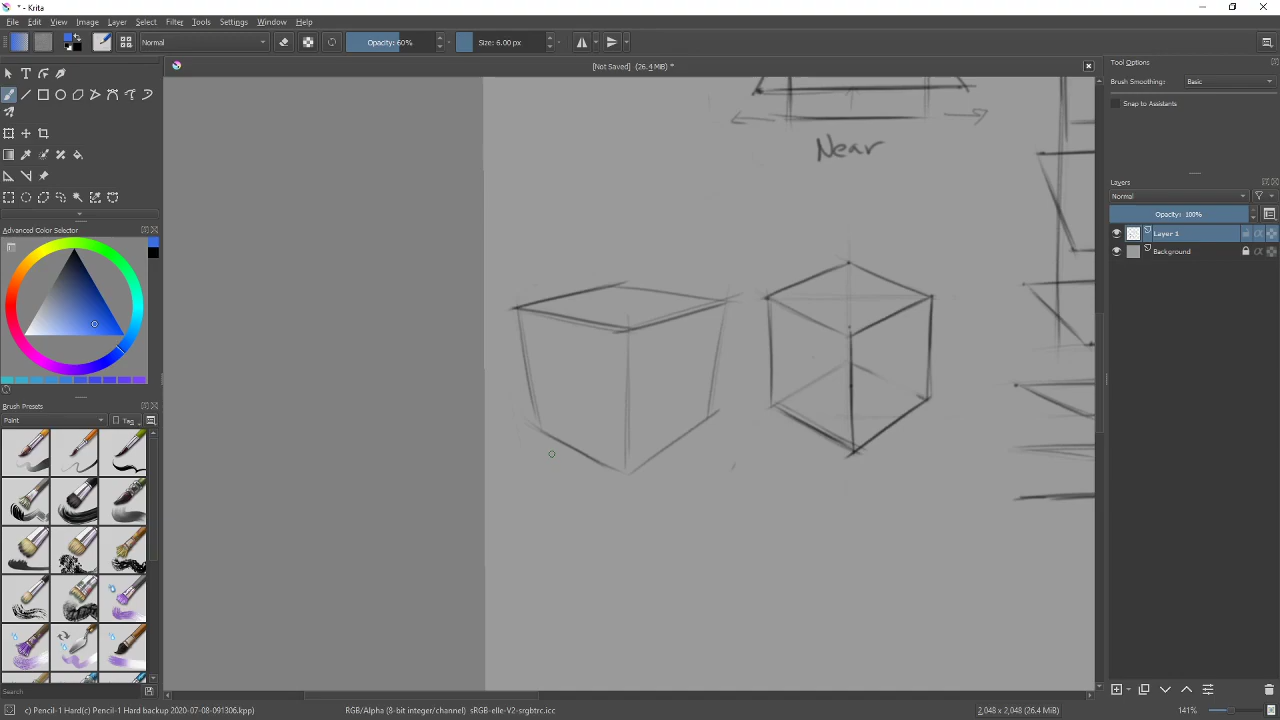 * - Krita
File Edit View Image Layer Select Filter Tools Settings Window Help
Normal Opacity: 60% Size: 6.00 px
[Not Saved] (26.4 MiB) *
Tool Options
Brush Smoothing: Basic
Snap to Assistants
Near
Layers
Normal
Opacity: 100%
Layer 1
Background
Advanced Color Selector
Brush Presets
Paint Tag
Search
c) Pencil-1 Hard(c) Pencil-1 Hard backup 2020-07-08-091306.kpp) RGB/Alpha (8-bit integer/channel) sRGB-elle-V2-srgbtrc.icc 2,048 x 2,048 (26.4 MiB) 141%